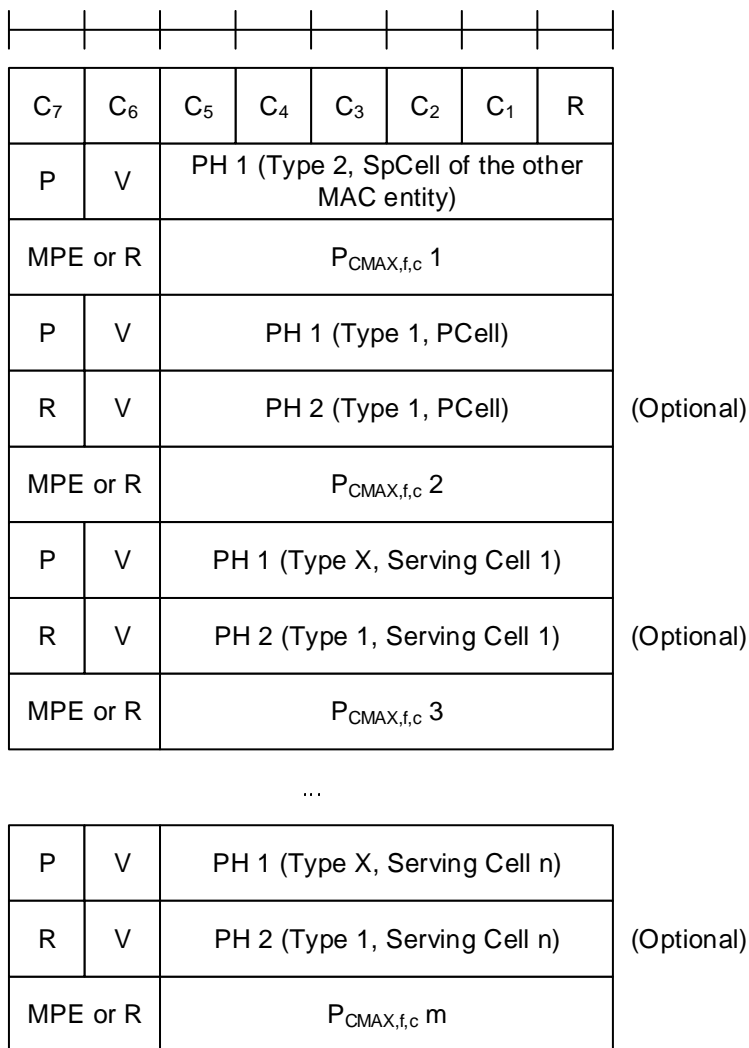 C7 C6 C5 C4 C3 C2 C1 R
P V PH 1 (Type 2, SpCell of the other
MAC entity)
MPE or R PCMAX,f,c 1
P V PH 1 (Type 1, PCell)
R V PH 2 (Type 1, PCell) (Optional)
MPE or R PCMAX,f,c 2
P V PH 1 (Type X, Serving Cell 1)
R V PH 2 (Type 1, Serving Cell 1) (Optional)
MPE or R PCMAX,f,c 3
...
P V PH 1 (Type X, Serving Cell n)
R V PH 2 (Type 1, Serving Cell n) (Optional)
MPE or R PCMAX,f,c m